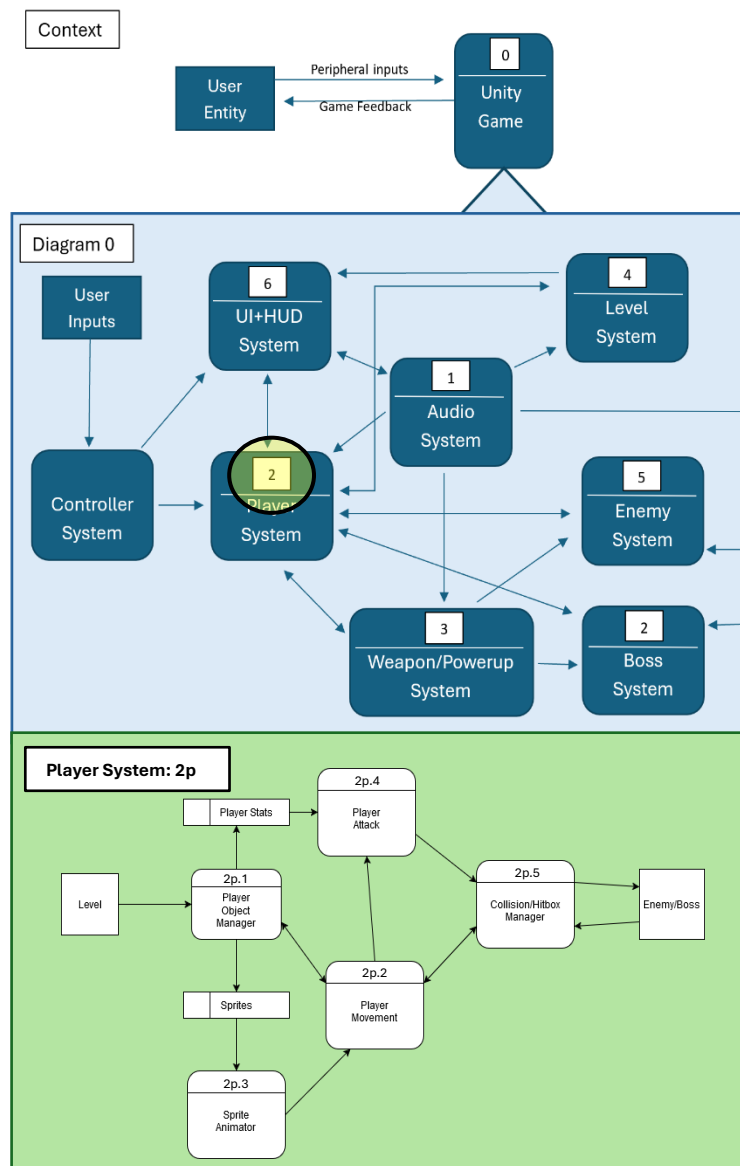 Context
0
Peripheral inputs
User
Entity
Unity
Game
Game Feedback
Diagram 0
User
Inputs
6
UI+HUD
System
4
Level
System
1
Audio
System
Controller
System
2
Player
System
5
Enemy
System
3
Weapon/Powerup
System
2
Boss
System
Player System: 2p
2p.4
Player
Attack
Player Stats
2p.1
Player
Object
Manager
Level
2p.5
Collision/Hitbox
Manager
Enemy/Boss
2p.2
Player
Movement
Sprites
2p.3
Sprite
Animator